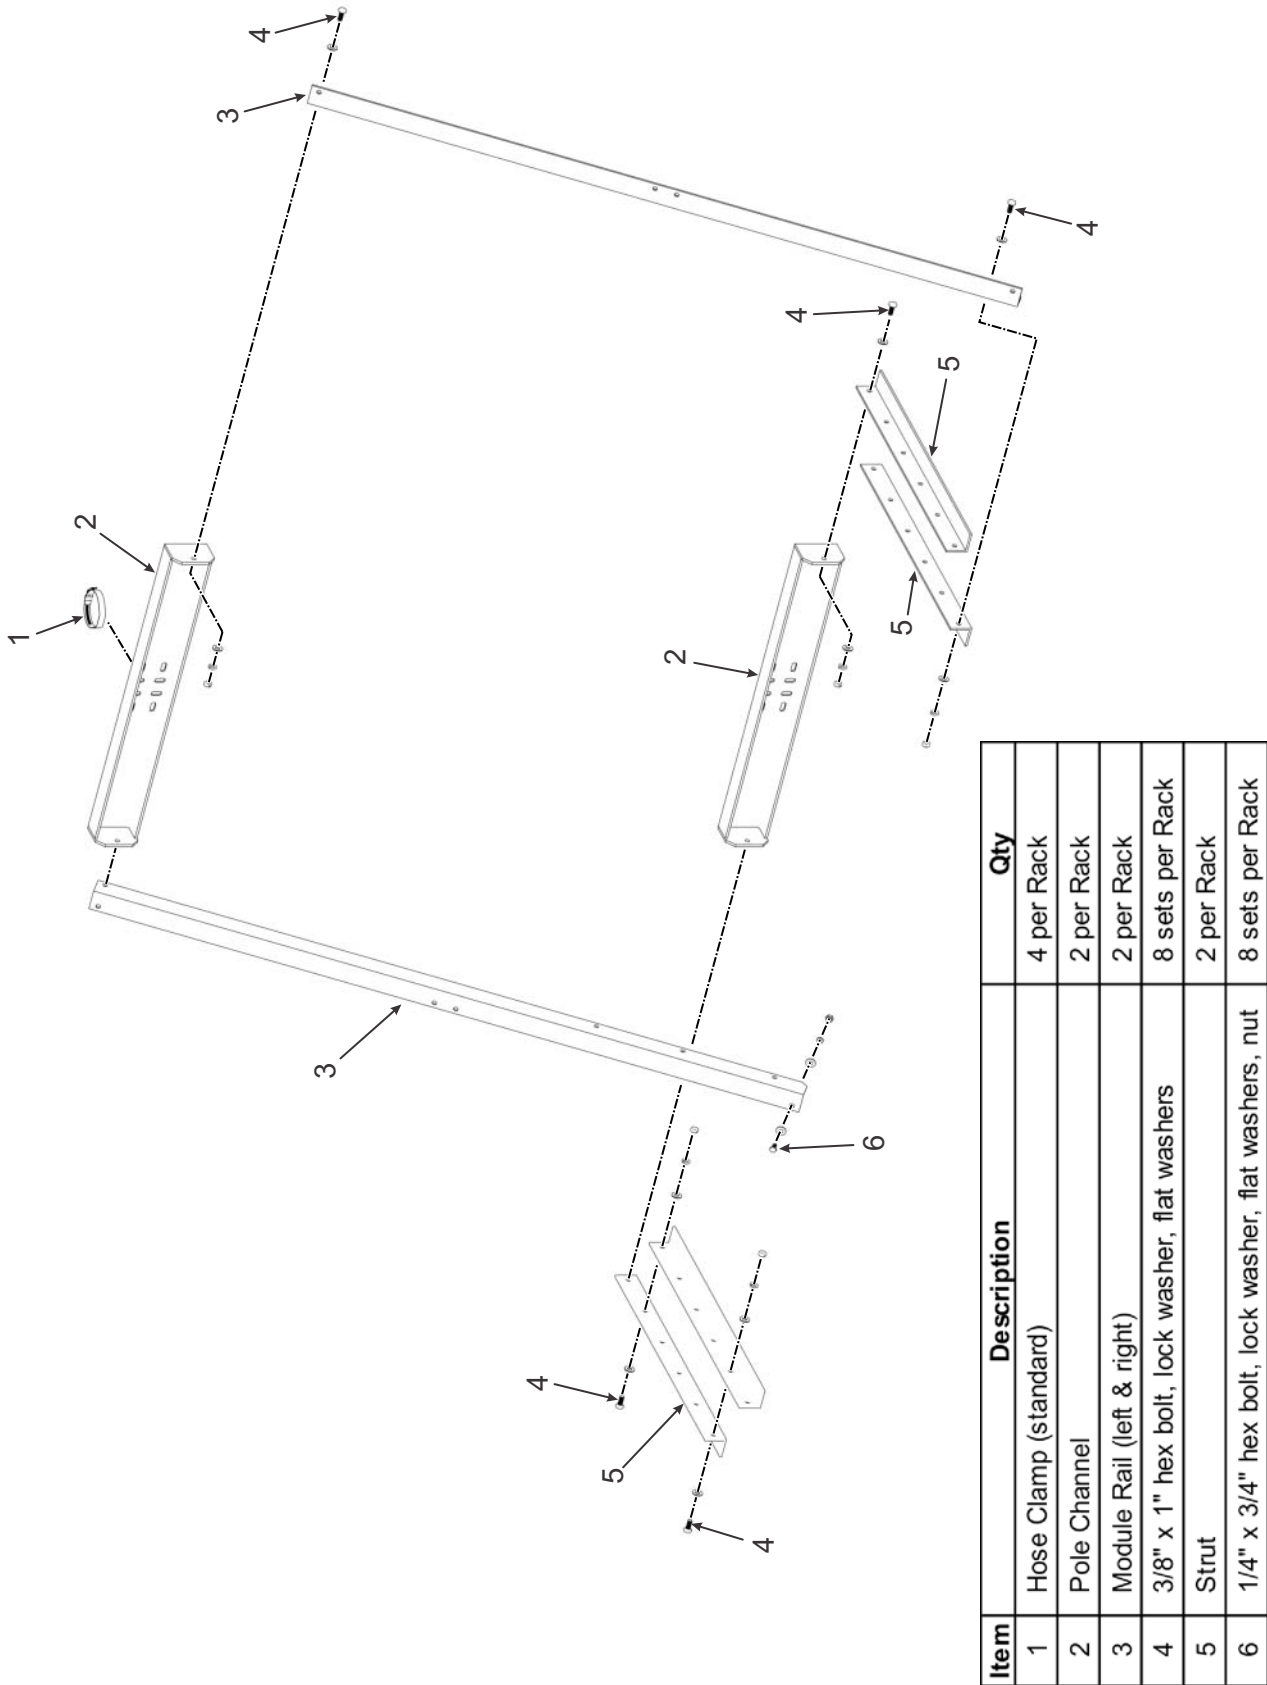 1
2
3
4
3
4
5
2
4
4
6
5
5
4
Item Description Qty
1 Hose Clamp (standard) 4 per Rack
2 Pole Channel 2 per Rack
3 Module Rail (left & right) 2 per Rack
4 3/8" x 1" hex bolt, lock washer, flat washers 8 sets per Rack
5 Strut 2 per Rack
6 1/4" x 3/4" hex bolt, lock washer, flat washers, nut 8 sets per Rack